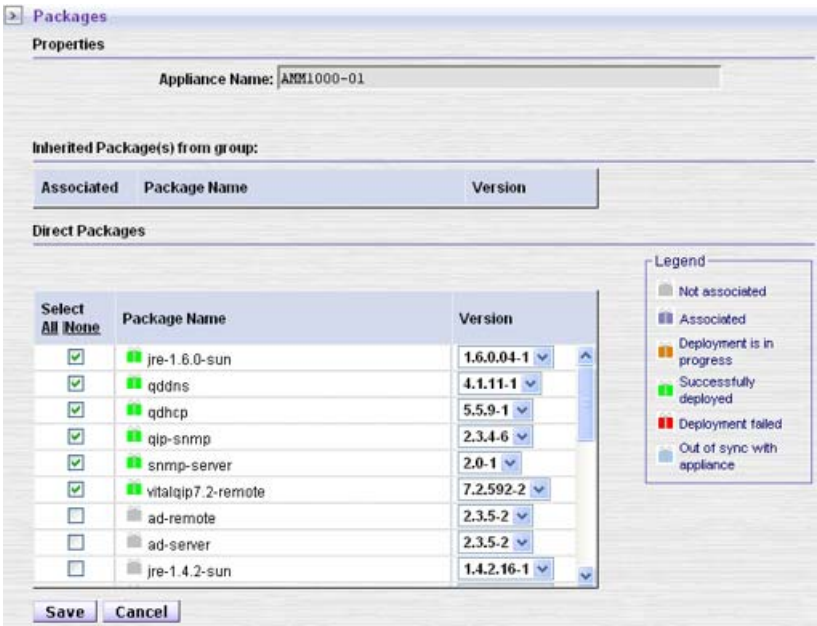 Packages
Properties
Appliance Name: AMM1000-01
Inherited Package(s) from group:
Associated Package Name Version
Direct Packages
Select All None Package Name Version
jre-1.6.0-sun 1.6.0.04-1
qddns 4.1.11-1
qdhcp 5.5.9-1
qip-snmp 2.3.4-6
snmp-server 2.0-1
vitalqip7.2-remote 7.2.592-2
ad-remote 2.3.5-2
ad-server 2.3.5-2
jre-1.4.2-sun 1.4.2.16-1
Legend
Not associated
Associated
Deployment is in
progress
Successfully
deployed
Deployment failed
Out of sync with
appliance
Save Cancel